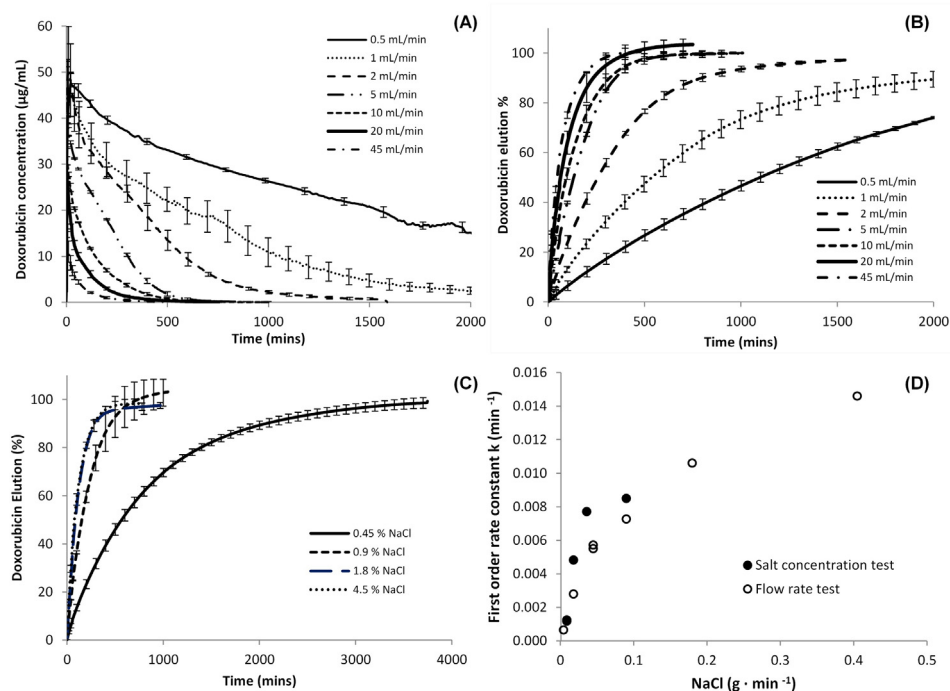 (A)
Doxorubicin concentration (µg/mL)
60
50
40
30
20
10
0
0
500
1000
1500
2000
Time (mins)
0.5 mL/min
1 mL/min
2 mL/min
5 mL/min
10 mL/min
20 mL/min
45 mL/min
(B)
Doxorubicin elution %
100
80
60
40
20
0
0
500
1000
1500
2000
Time (mins)
0.5 mL/min
1 mL/min
2 mL/min
5 mL/min
10 mL/min
20 mL/min
45 mL/min
(C)
Doxorubicin Elution (%)
100
80
60
40
20
0
0
1000
2000
3000
4000
Time (mins)
0.45 % NaCl
0.9 % NaCl
1.8 % NaCl
4.5 % NaCl
(D)
First order rate constant k (min ⁻¹)
0.016
0.014
0.012
0.010
0.008
0.006
0.004
0.002
0.000
0
0.1
0.2
0.3
0.4
0.5
NaCl (g · min ⁻¹)
Salt concentration test
Flow rate test